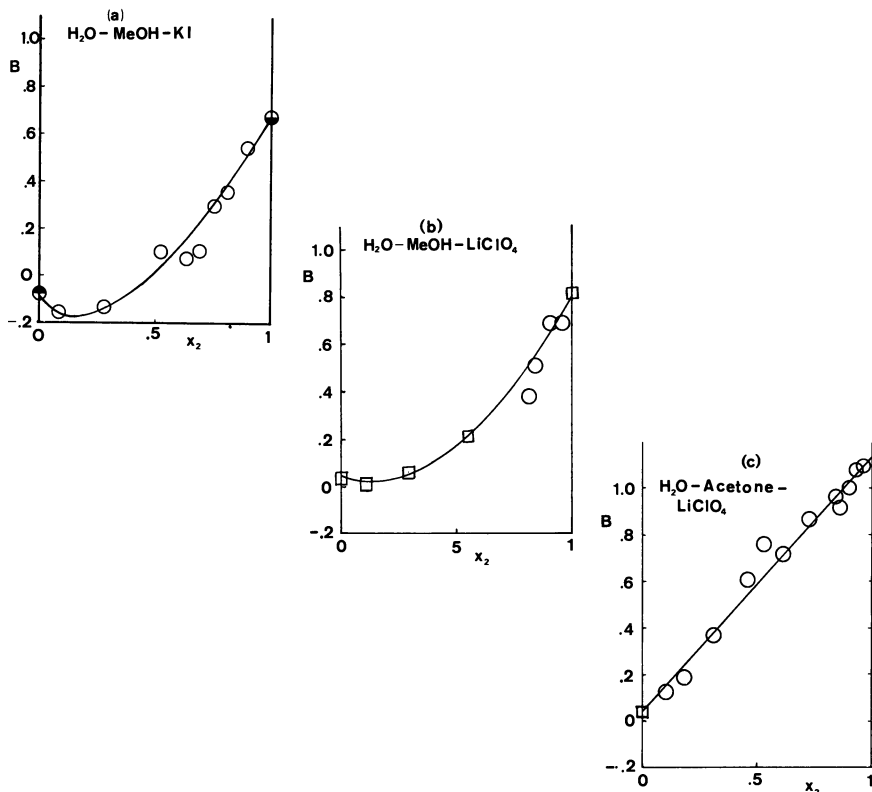 (a)
H₂O – MeOH – KI
1.0
B
.8
.6
.4
.2
0
-.2
0
.5
1
x₂
(b)
H₂O – MeOH – LiClO₄
1.0
B
.8
.6
.4
.2
0
-.2
0
5
1
x₂
(c)
H₂O – Acetone –
LiClO₄
1.0
B
.8
.6
.4
.2
0
-.2
0
.5
1
x₂